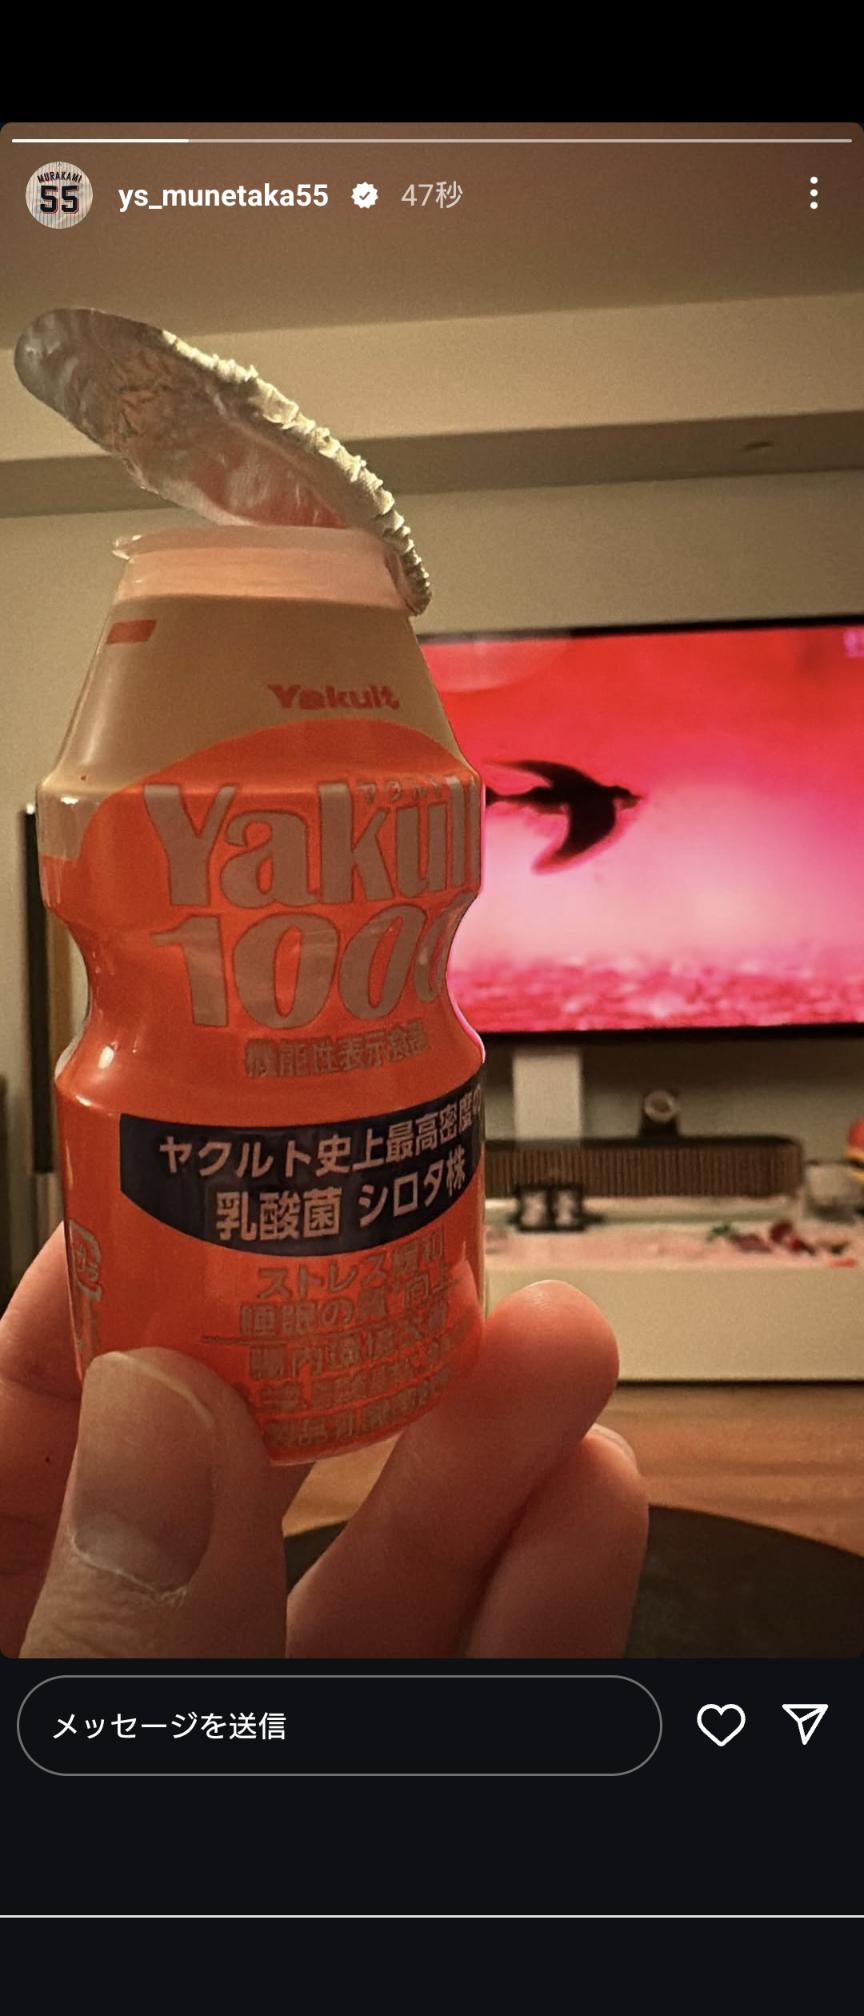 MURAKAMI
55
ys_munetaka55
47秒
Yakult
Yakul
1000
機能性表示食品
ヤクルト史上最高密度の
乳酸菌 シロタ株
ストレス緩和
睡眠の質向上
腸内環境改善
メッセージを送信